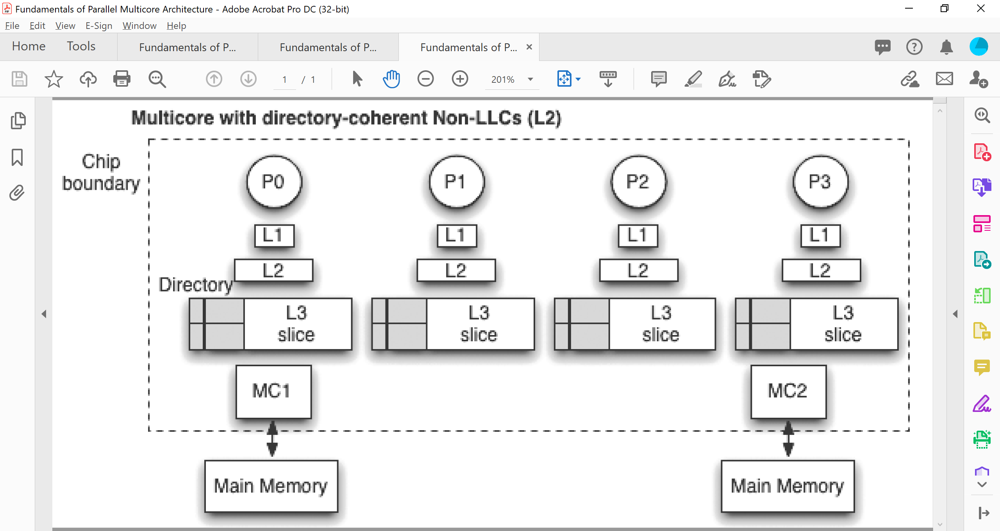 Fundamentals of Parallel Multicore Architecture - Adobe Acrobat Pro DC (32-bit)
File Edit View E-Sign Window Help
Home Tools Fundamentals of P... Fundamentals of P... Fundamentals of P...
1 / 1 201%
Multicore with directory-coherent Non-LLCs (L2)
Chip
boundary
P0 P1 P2 P3
L1 L1 L1 L1
L2 L2 L2 L2
Directory
L3 L3 L3 L3
slice slice slice slice
MC1 MC2
Main Memory Main Memory